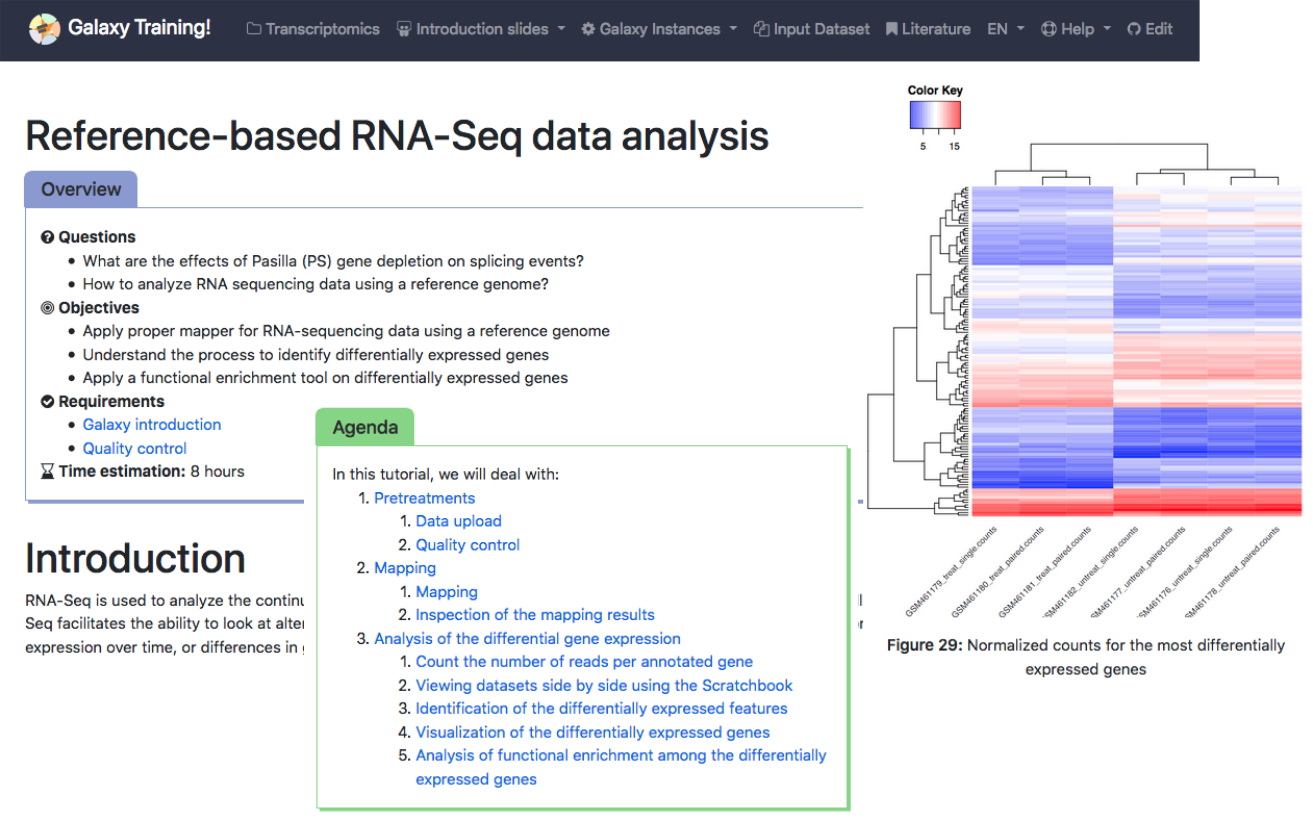 Galaxy Training! Transcriptomics Introduction slides Galaxy Instances Input Dataset Literature EN Help Edit
Reference-based RNA-Seq data analysis
Overview
Questions
What are the effects of Pasilla (PS) gene depletion on splicing events?
How to analyze RNA sequencing data using a reference genome?
Objectives
Apply proper mapper for RNA-sequencing data using a reference genome
Understand the process to identify differentially expressed genes
Apply a functional enrichment tool on differentially expressed genes
Requirements
Galaxy introduction
Quality control
Time estimation: 8 hours
Introduction
RNA-Seq is used to analyze the continu
Seq facilitates the ability to look at alter
expression over time, or differences in
Agenda
In this tutorial, we will deal with:
1. Pretreatments
1. Data upload
2. Quality control
2. Mapping
1. Mapping
2. Inspection of the mapping results
3. Analysis of the differential gene expression
1. Count the number of reads per annotated gene
2. Viewing datasets side by side using the Scratchbook
3. Identification of the differentially expressed features
4. Visualization of the differentially expressed genes
5. Analysis of functional enrichment among the differentially
expressed genes
Color Key
5 15
GSM461179_treat_single.counts
GSM461180_treat_paired.counts
GSM461181_treat_paired.counts
SM461182_untreat_single.counts
SM461177_untreat_paired.counts
SM461176_untreat_single.counts
SM461178_untreat_paired.counts
Figure 29: Normalized counts for the most differentially
expressed genes